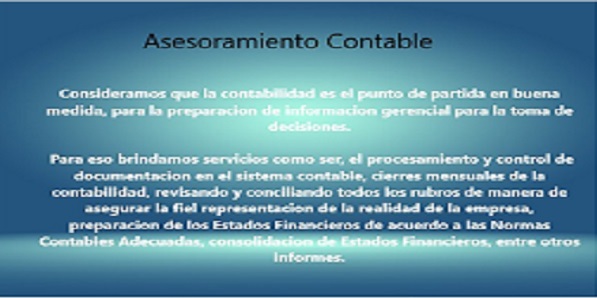 Asesoramiento Contable
Consideramos que la contabilidad es el punto de partida en buena
medida, para la preparacion de informacion gerencial para la toma de
decisiones.
Para eso brindamos servicios como ser, el procesamiento y control de
documentacion en el sistema contable, cierres mensuales de la
contabilidad, revisando y conciliando todos los rubros de manera de
asegurar la fiel representacion de la realidad de la empresa,
preparacion de los Estados Financieros de acuerdo a las Normas
Contables Adecuadas, consolidacion de Estados Financieros, entre otros
informes.